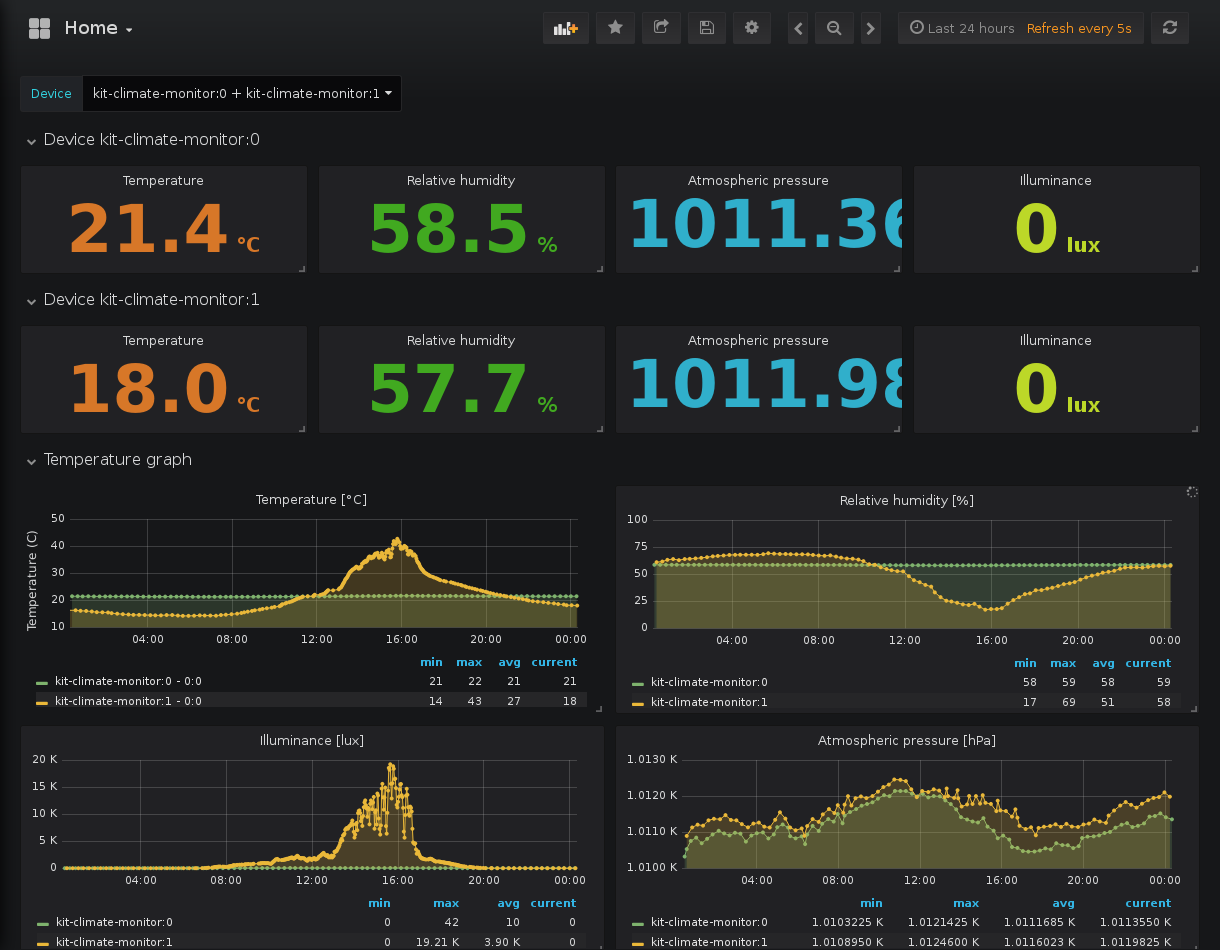 Home
Last 24 hours Refresh every 5s
Device kit-climate-monitor:0 + kit-climate-monitor:1
Device kit-climate-monitor:0
Temperature Relative humidity Atmospheric pressure Illuminance
21.4 °C 58.5 % 1011.36 0 lux
Device kit-climate-monitor:1
Temperature Relative humidity Atmospheric pressure Illuminance
18.0 °C 57.7 % 1011.98 0 lux
Temperature graph
Temperature [°C]
Temperature (C)
50
40
30
20
10
04:00 08:00 12:00 16:00 20:00 00:00
min max avg current
kit-climate-monitor:0 - 0:0 21 22 21 21
kit-climate-monitor:1 - 0:0 14 43 27 18
Relative humidity [%]
100
75
50
25
0
04:00 08:00 12:00 16:00 20:00 00:00
min max avg current
kit-climate-monitor:0 58 59 58 59
kit-climate-monitor:1 17 69 51 58
Illuminance [lux]
20 K
15 K
10 K
5 K
0
04:00 08:00 12:00 16:00 20:00 00:00
min max avg current
kit-climate-monitor:0 0 42 10 0
kit-climate-monitor:1 0 19.21 K 3.90 K 0
Atmospheric pressure [hPa]
1.0130 K
1.0120 K
1.0110 K
1.0100 K
04:00 08:00 12:00 16:00 20:00 00:00
min max avg current
kit-climate-monitor:0 1.0103225 K 1.0121425 K 1.0111685 K 1.0113550 K
kit-climate-monitor:1 1.0108950 K 1.0124600 K 1.0116023 K 1.0119825 K